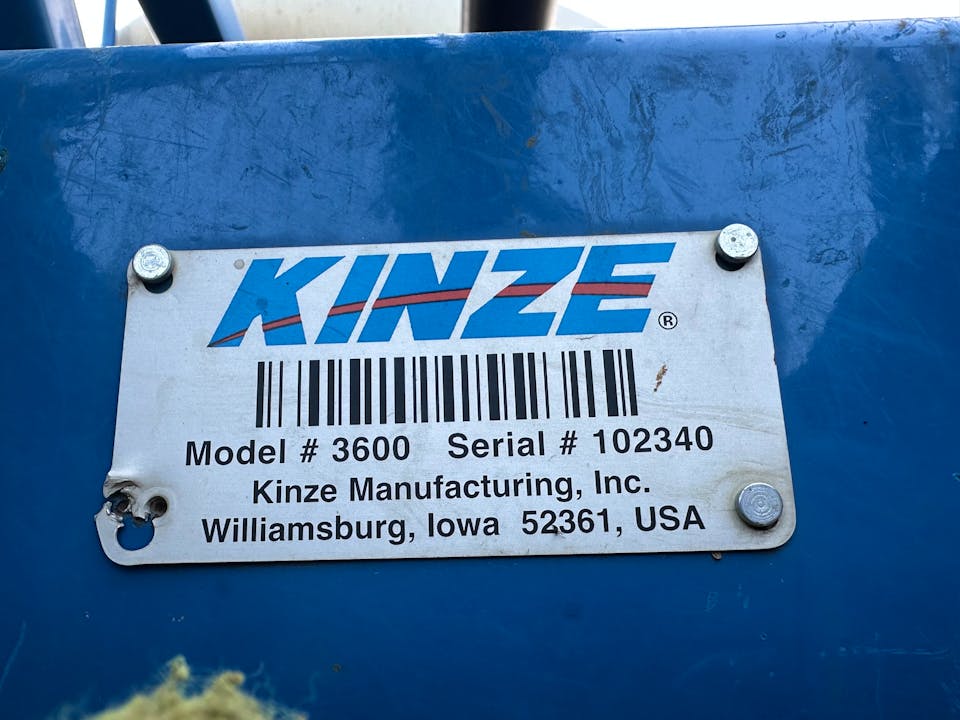 KINZE®
Model # 3600 Serial # 102340
Kinze Manufacturing, Inc.
Williamsburg, Iowa 52361, USA